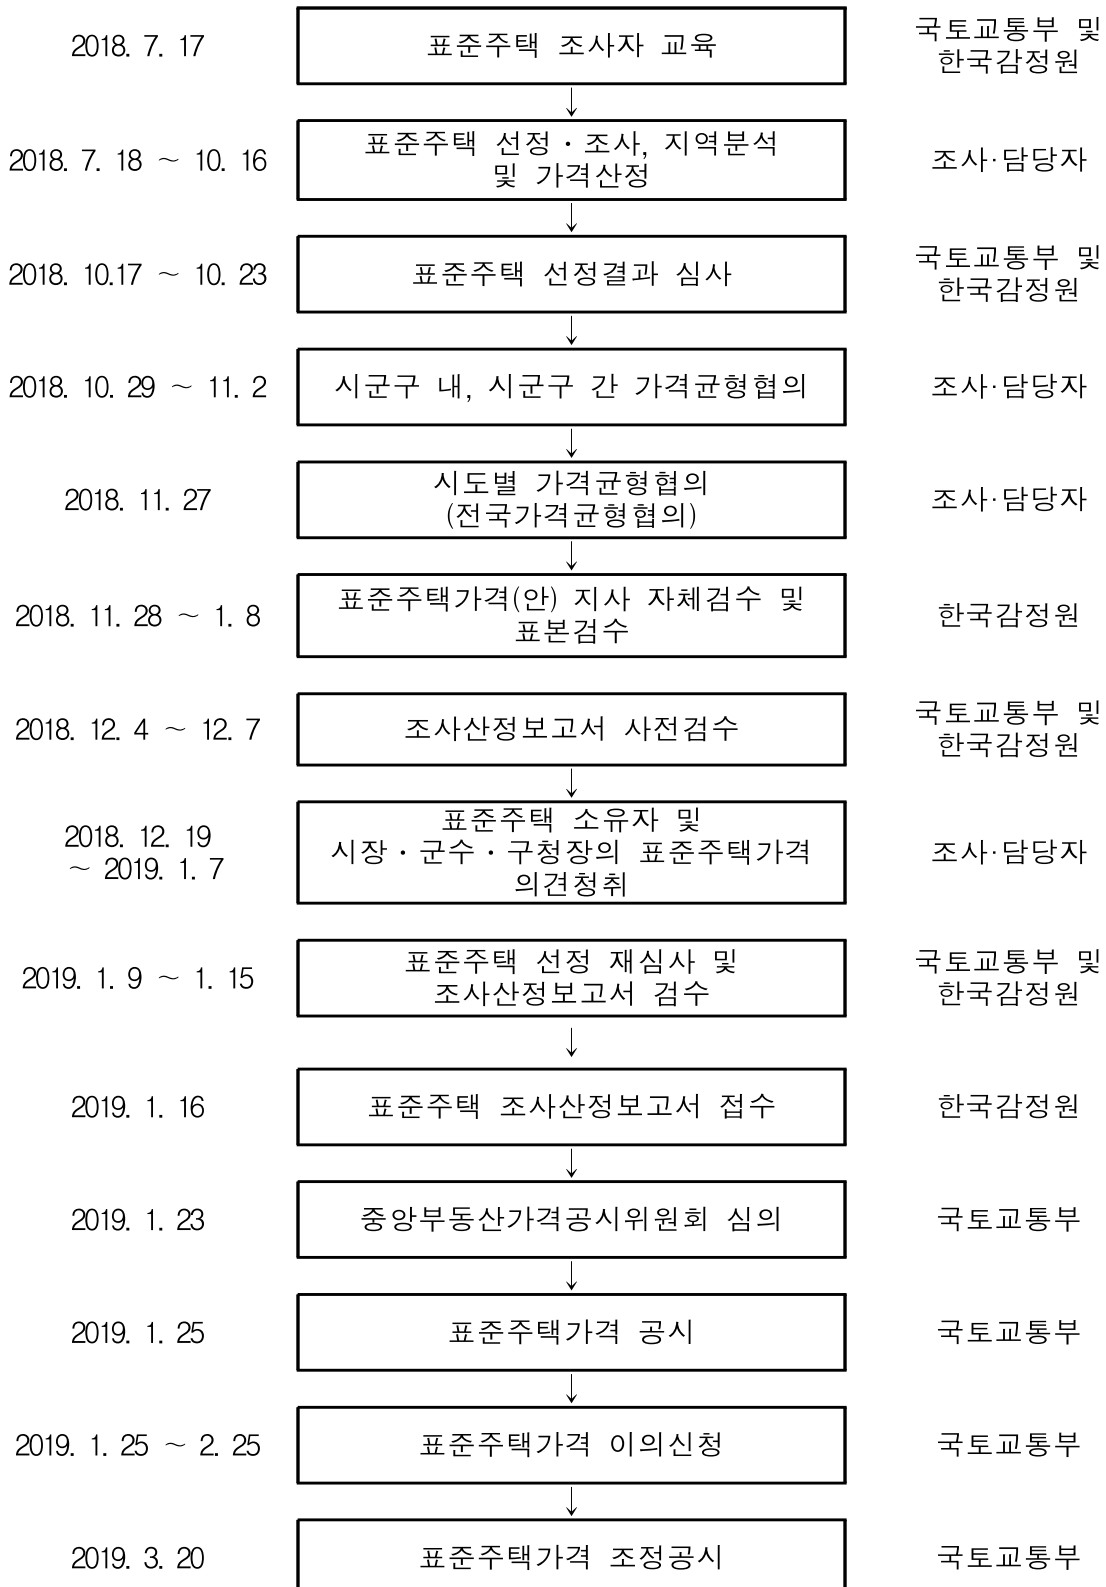 2018. 7. 17
표준주택 조사자 교육
국토교통부 및
한국감정원
2018. 7. 18 ~ 10. 16
표준주택 선정・조사, 지역분석
및 가격산정
조사·담당자
2018. 10.17 ~ 10. 23
표준주택 선정결과 심사
국토교통부 및
한국감정원
2018. 10. 29 ~ 11. 2
시군구 내, 시군구 간 가격균형협의
조사·담당자
2018. 11. 27
시도별 가격균형협의
(전국가격균형협의)
조사·담당자
2018. 11. 28 ~ 1. 8
표준주택가격(안) 지사 자체검수 및
표본검수
한국감정원
2018. 12. 4 ~ 12. 7
조사산정보고서 사전검수
국토교통부 및
한국감정원
2018. 12. 19
~ 2019. 1. 7
표준주택 소유자 및
시장・군수・구청장의 표준주택가격
의견청취
조사·담당자
2019. 1. 9 ~ 1. 15
표준주택 선정 재심사 및
조사산정보고서 검수
국토교통부 및
한국감정원
2019. 1. 16
표준주택 조사산정보고서 접수
한국감정원
2019. 1. 23
중앙부동산가격공시위원회 심의
국토교통부
2019. 1. 25
표준주택가격 공시
국토교통부
2019. 1. 25 ~ 2. 25
표준주택가격 이의신청
국토교통부
2019. 3. 20
표준주택가격 조정공시
국토교통부